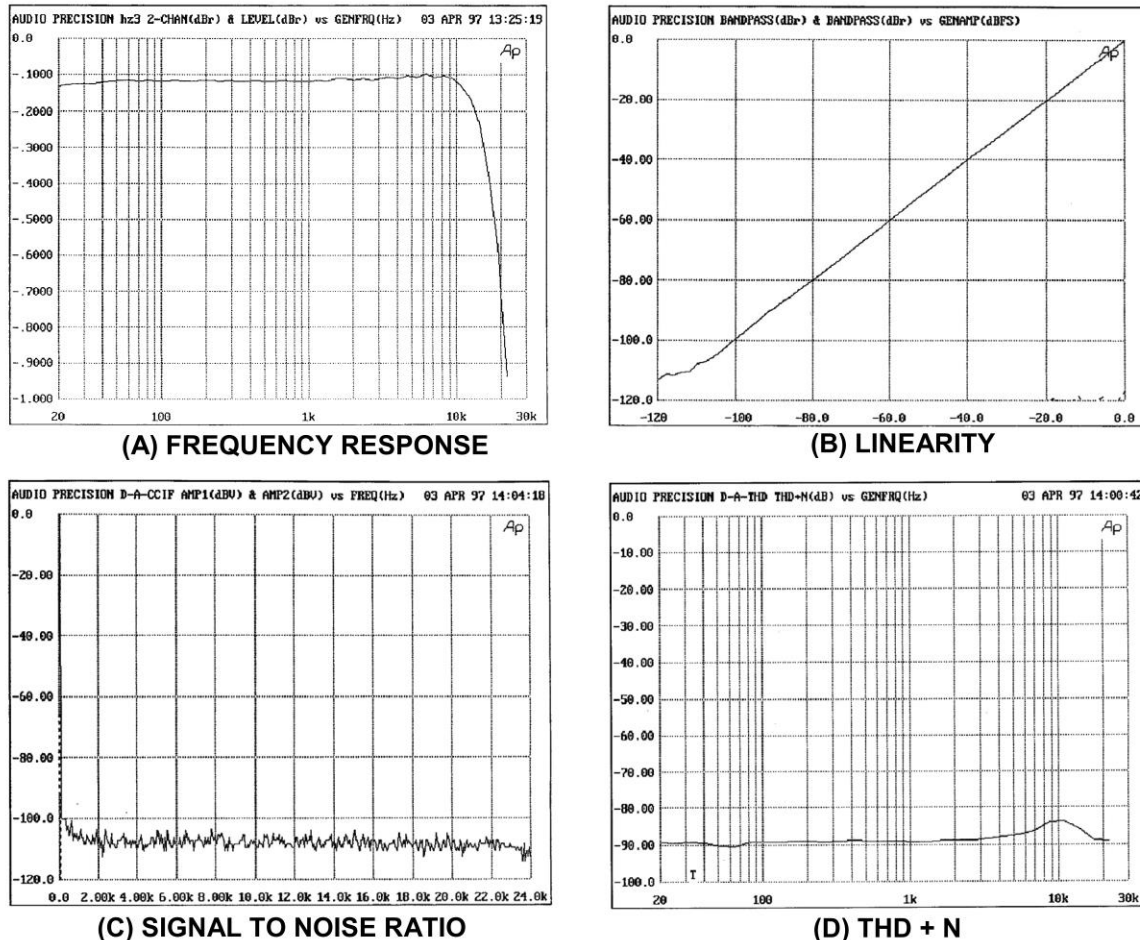 AUDIO PRECISION hz3 2-CHAN(dBr) & LEVEL(dBr) vs GENFRQ(Hz) 03 APR 97 13:25:19
0.0
Ap
-.1000
-.2000
-.3000
-.4000
-.5000
-.6000
-.7000
-.8000
-.9000
-1.000
20 100 1k 10k 30k
(A) FREQUENCY RESPONSE
AUDIO PRECISION BANDPASS(dBr) & BANDPASS(dBr) vs GENAMP(dBFS)
0.0
Ap
-20.00
-40.00
-60.00
-80.00
-100.0
-120.0
-120 -100.0 -80.0 -60.0 -40.0 -20.0 0.0
(B) LINEARITY
AUDIO PRECISION D-A-CCIF AMP1(dBV) & AMP2(dBV) vs FREQ(Hz) 03 APR 97 14:04:18
0.0
Ap
-20.00
-40.00
-60.00
-80.00
-100.0
-120.0
0.0 2.00k 4.00k 6.00k 8.00k 10.0k 12.0k 14.0k 16.0k 18.0k 20.0k 22.0k 24.0k
(C) SIGNAL TO NOISE RATIO
AUDIO PRECISION D-A-THD THD+N(dB) vs GENFRQ(Hz) 03 APR 97 14:00:42
0.0
Ap
-10.00
-20.00
-30.00
-40.00
-50.00
-60.00
-70.00
-80.00
-90.00
T
-100.0
20 100 1k 10k 30k
(D) THD + N